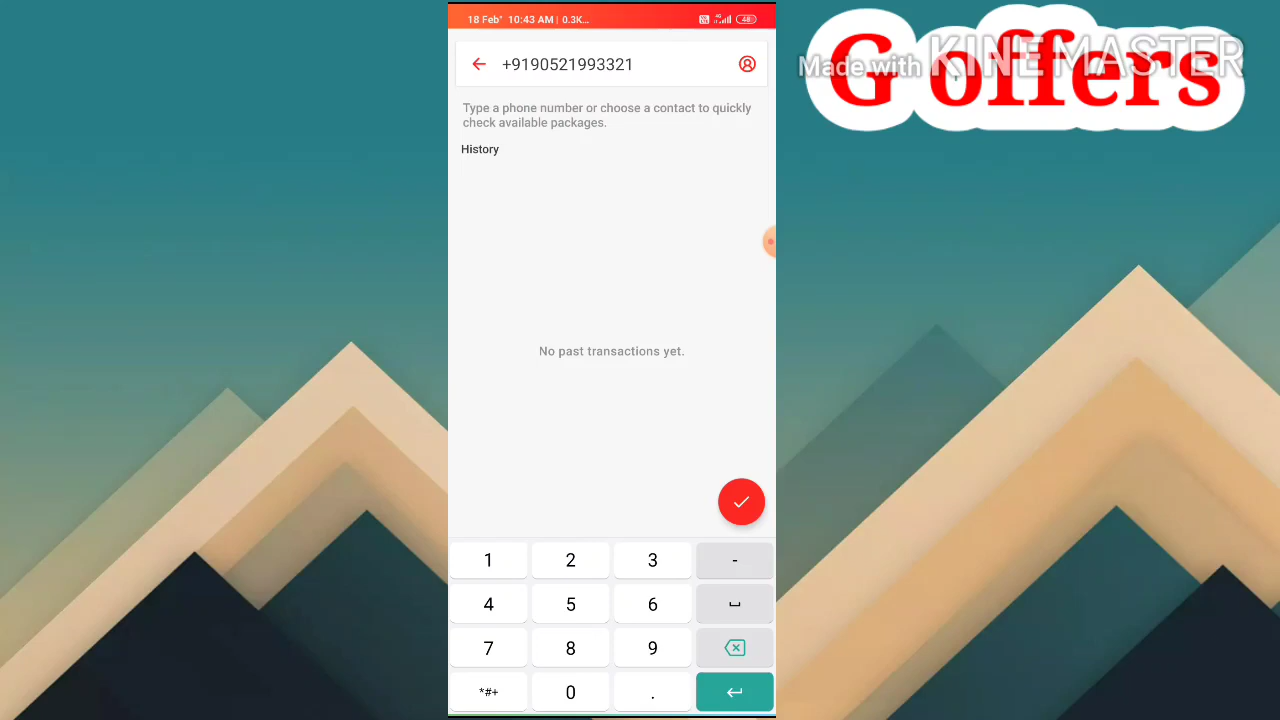 18 Feb' 10:43 AM | 0.3K... 4G 48
+9190521993321
Type a phone number or choose a contact to quickly
check available packages.
History
No past transactions yet.
1 2 3 -
4 5 6
7 8 9
*#+ 0 .
G offers
Made with KINEMASTER